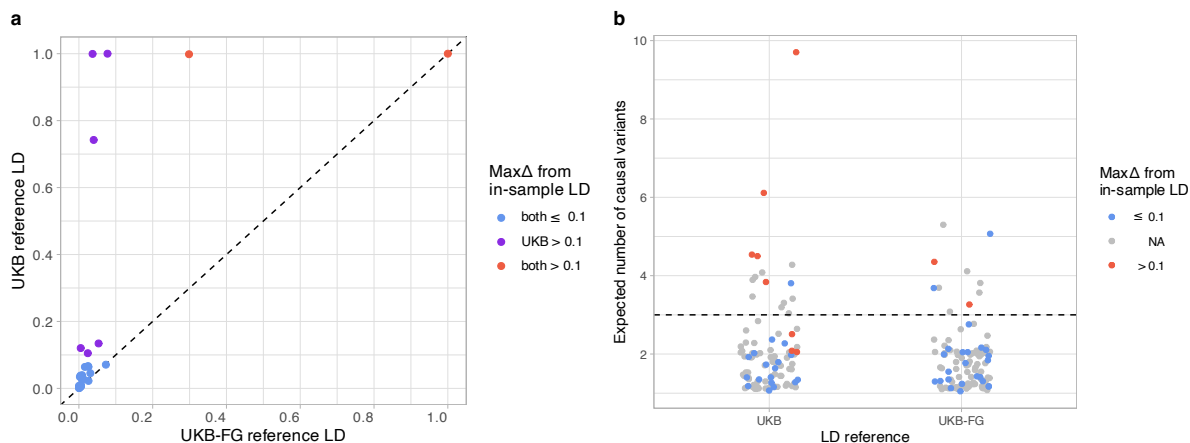 a
1.0
0.8
0.6
0.4
0.2
0.0
UKB reference LD
0.0 0.2 0.4 0.6 0.8 1.0
UKB-FG reference LD
MaxΔ from
in-sample LD
both ≤ 0.1
UKB > 0.1
both > 0.1
b
10
8
6
4
2
Expected number of causal variants
UKB UKB-FG
LD reference
MaxΔ from
in-sample LD
≤ 0.1
NA
> 0.1